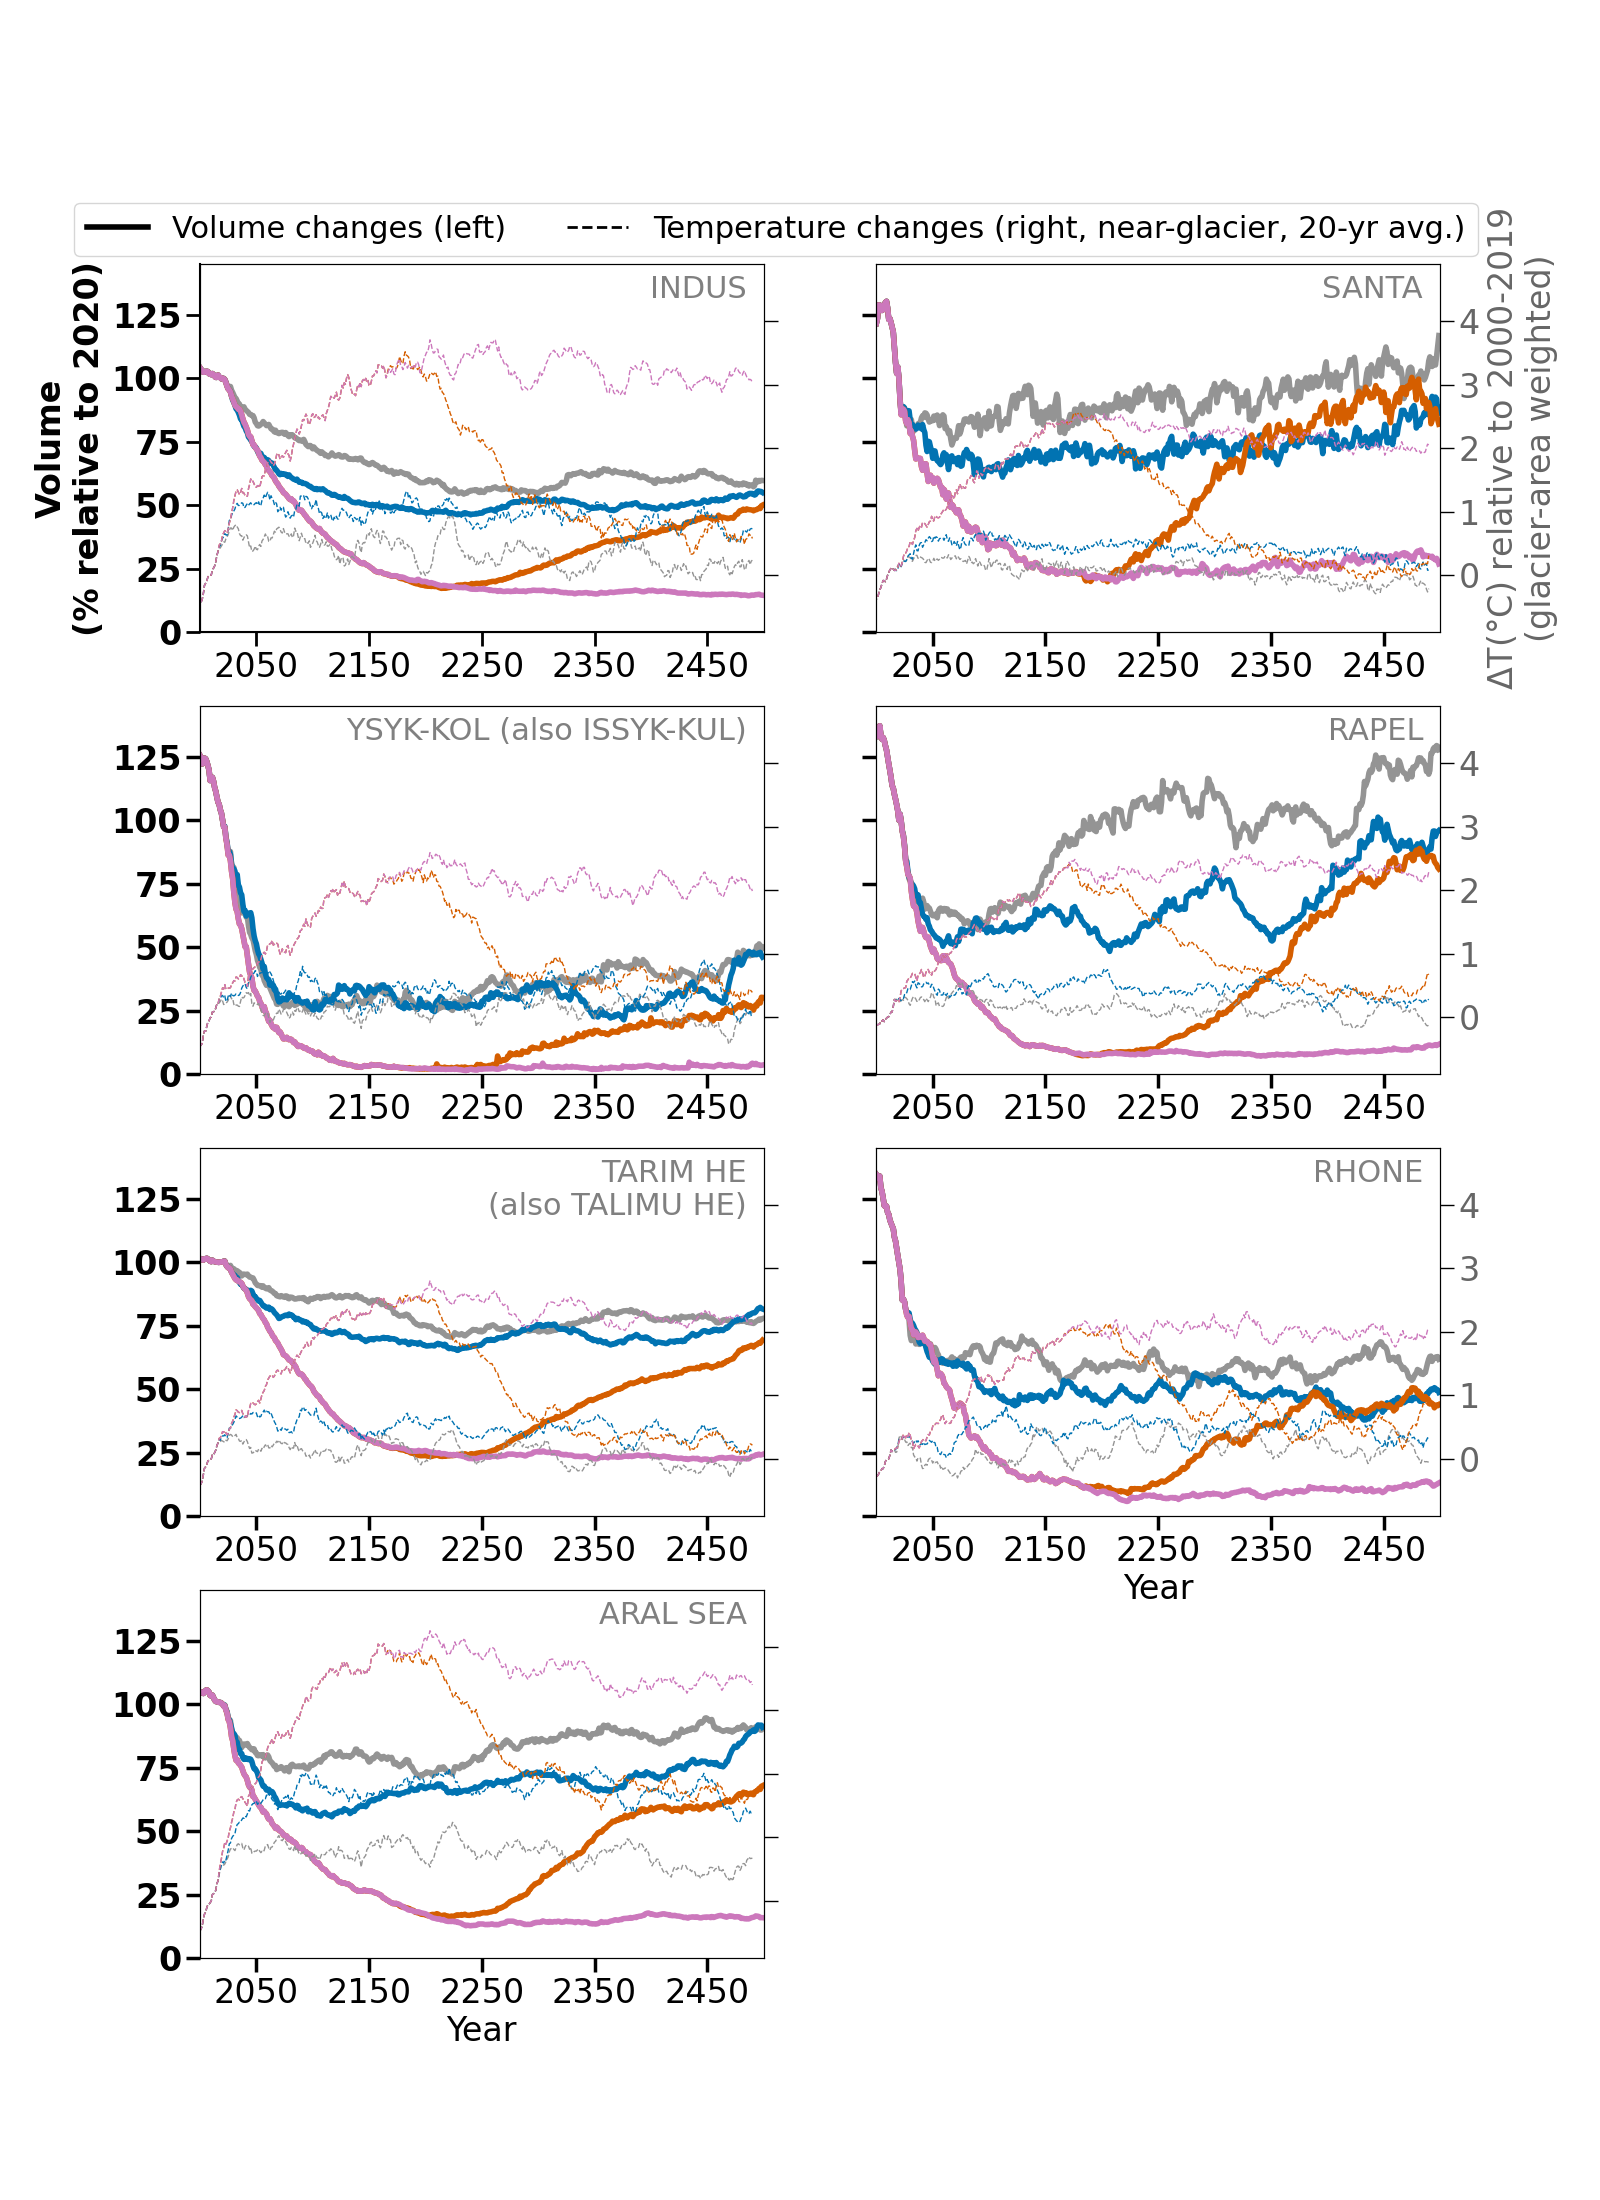 Volume changes (left)
Temperature changes (right, near-glacier, 20-yr avg.)
Volume
(% relative to 2020)
125
100
75
50
25
0
INDUS
2050 2150 2250 2350 2450
SANTA
4
3
2
1
0
ΔT(°C) relative to 2000-2019
(glacier-area weighted)
2050 2150 2250 2350 2450
125
100
75
50
25
0
YSYK-KOL (also ISSYK-KUL)
2050 2150 2250 2350 2450
RAPEL
4
3
2
1
0
2050 2150 2250 2350 2450
125
100
75
50
25
0
TARIM HE
(also TALIMU HE)
2050 2150 2250 2350 2450
RHONE
4
3
2
1
0
2050 2150 2250 2350 2450
Year
125
100
75
50
25
0
ARAL SEA
2050 2150 2250 2350 2450
Year